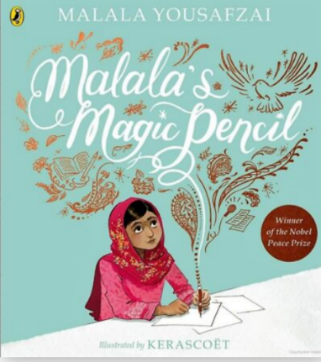 MALALA YOUSAFZAI
Malala's
Magic Pencil
Winner
of the Nobel
Peace Prize
Illustrated by KERASCOËT